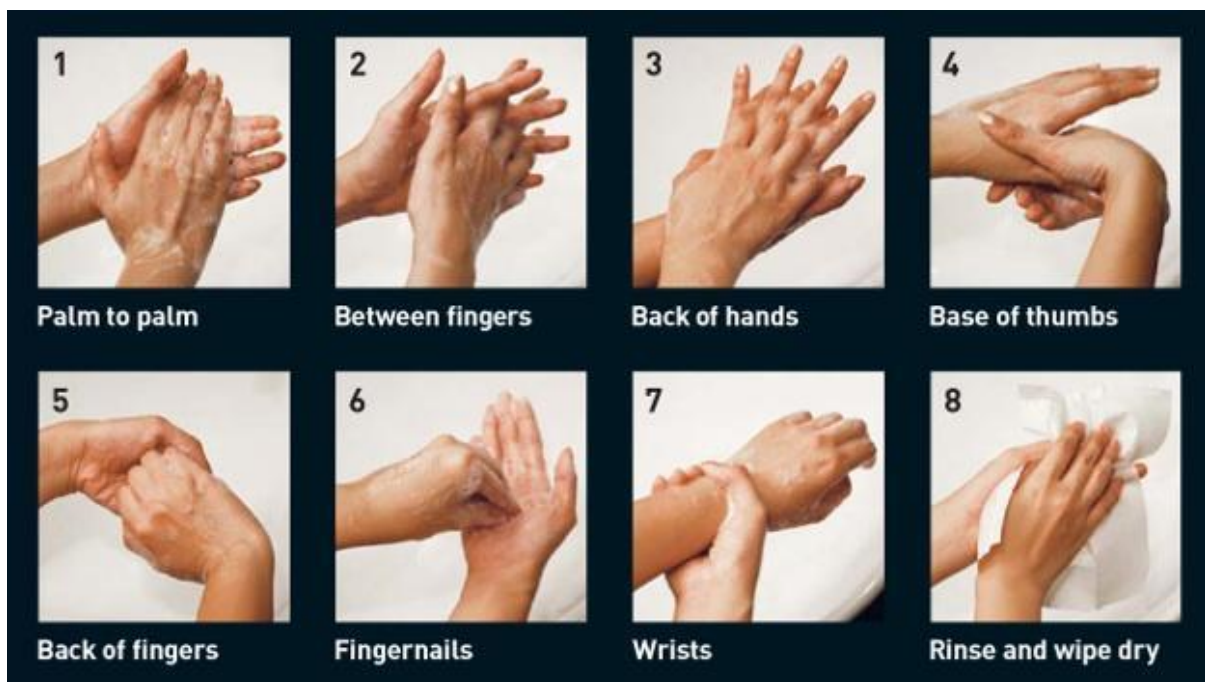 1
2
3
4
Palm to palm
Between fingers
Back of hands
Base of thumbs
5
6
7
8
Back of fingers
Fingernails
Wrists
Rinse and wipe dry